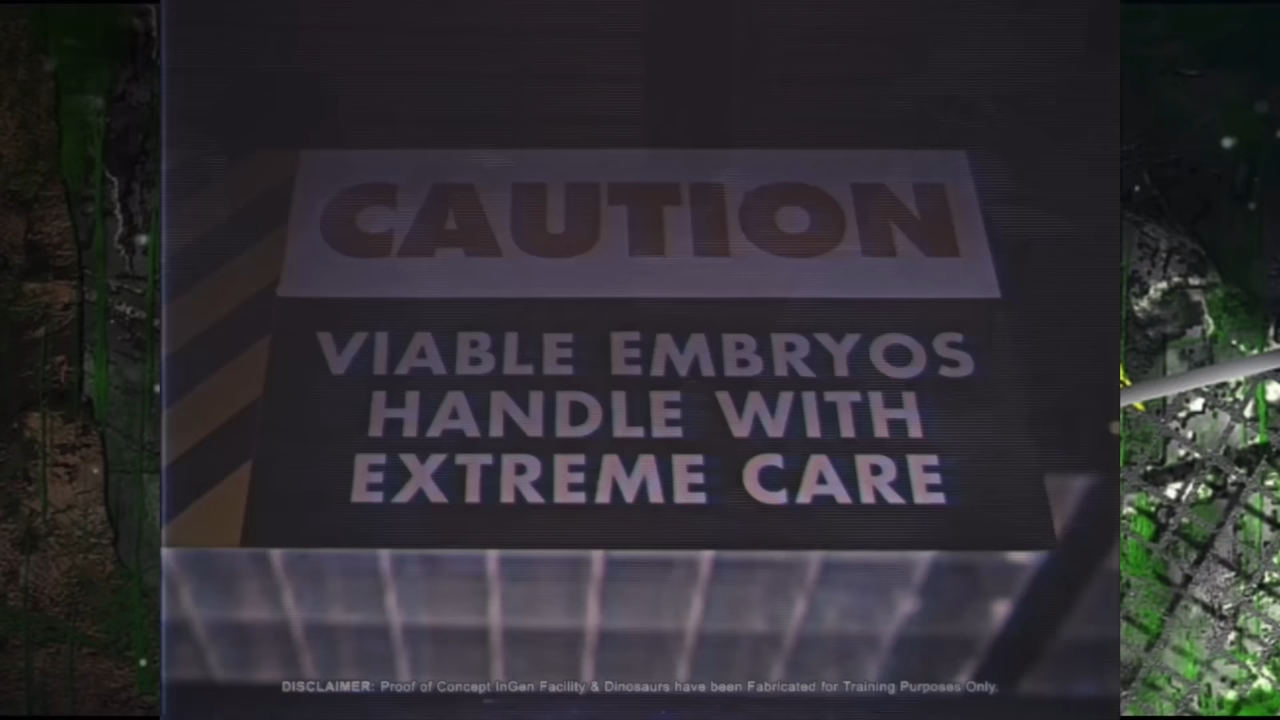 CAUTION
VIABLE EMBRYOS
HANDLE WITH
EXTREME CARE
DISCLAIMER: Proof of Concept InGen Facility & Dinosaurs have been Fabricated for Training Purposes Only.